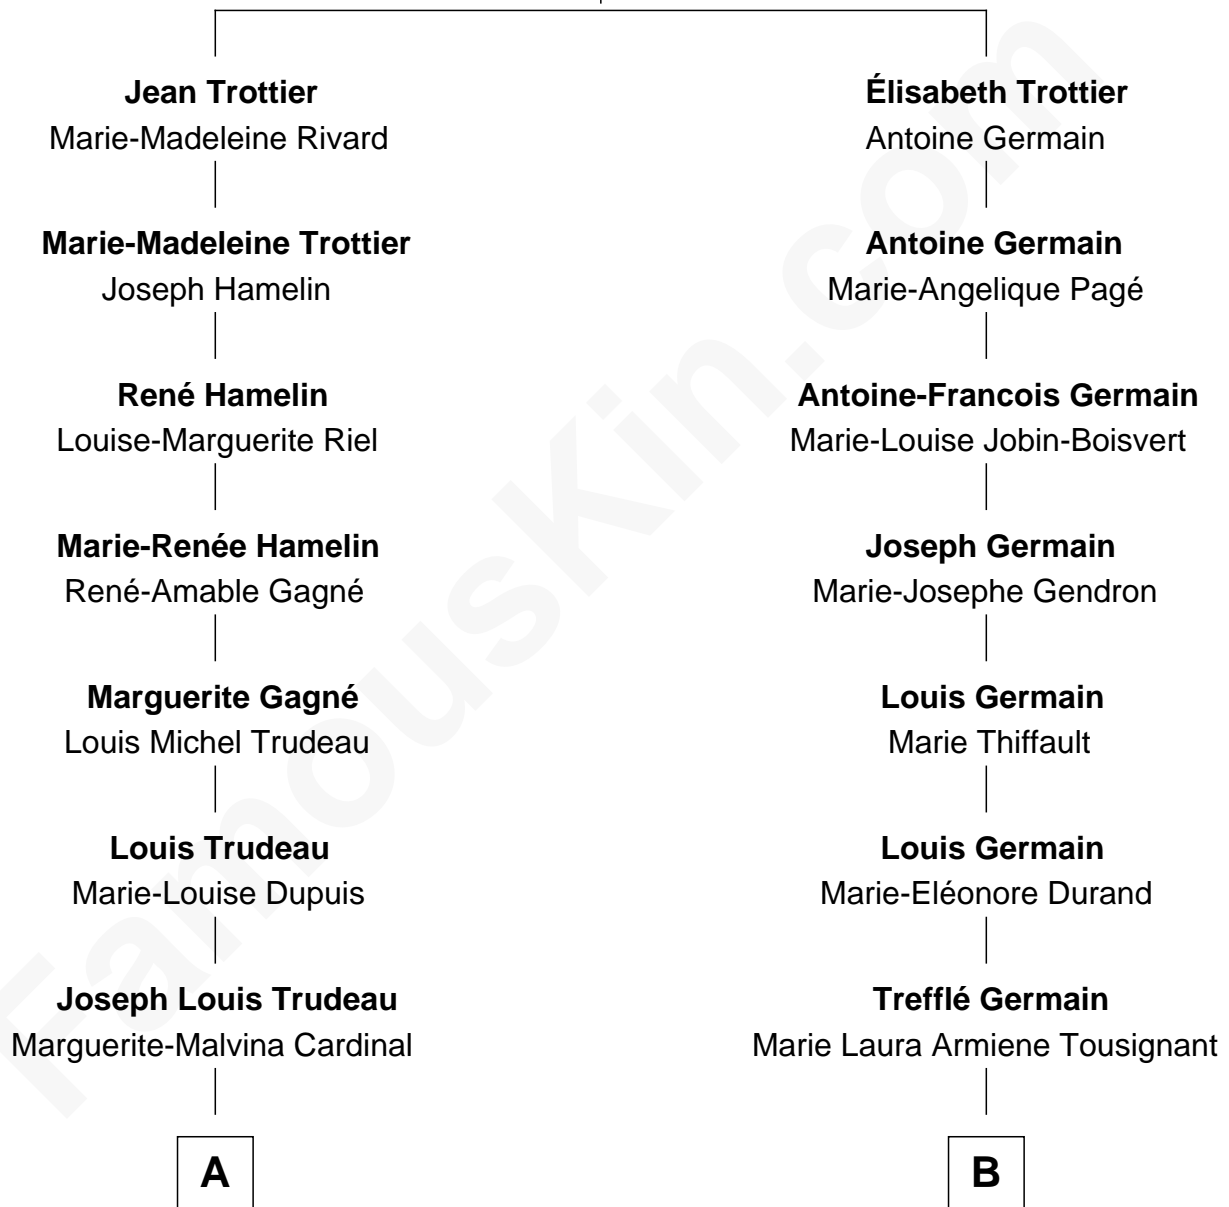 Jean Trottier
Marie-Madeleine Rivard
Marie-Madeleine Trottier
Joseph Hamelin
René Hamelin
Louise-Marguerite Riel
Marie-Renée Hamelin
René-Amable Gagné
Marguerite Gagné
Louis Michel Trudeau
Louis Trudeau
Marie-Louise Dupuis
Joseph Louis Trudeau
Marguerite-Malvina Cardinal
A
Élisabeth Trottier
Antoine Germain
Antoine Germain
Marie-Angelique Pagé
Antoine-Francois Germain
Marie-Louise Jobin-Boisvert
Joseph Germain
Marie-Josephe Gendron
Louis Germain
Marie Thiffault
Louis Germain
Marie-Eléonore Durand
Trefflé Germain
Marie Laura Armiene Tousignant
B
FamousKin.com